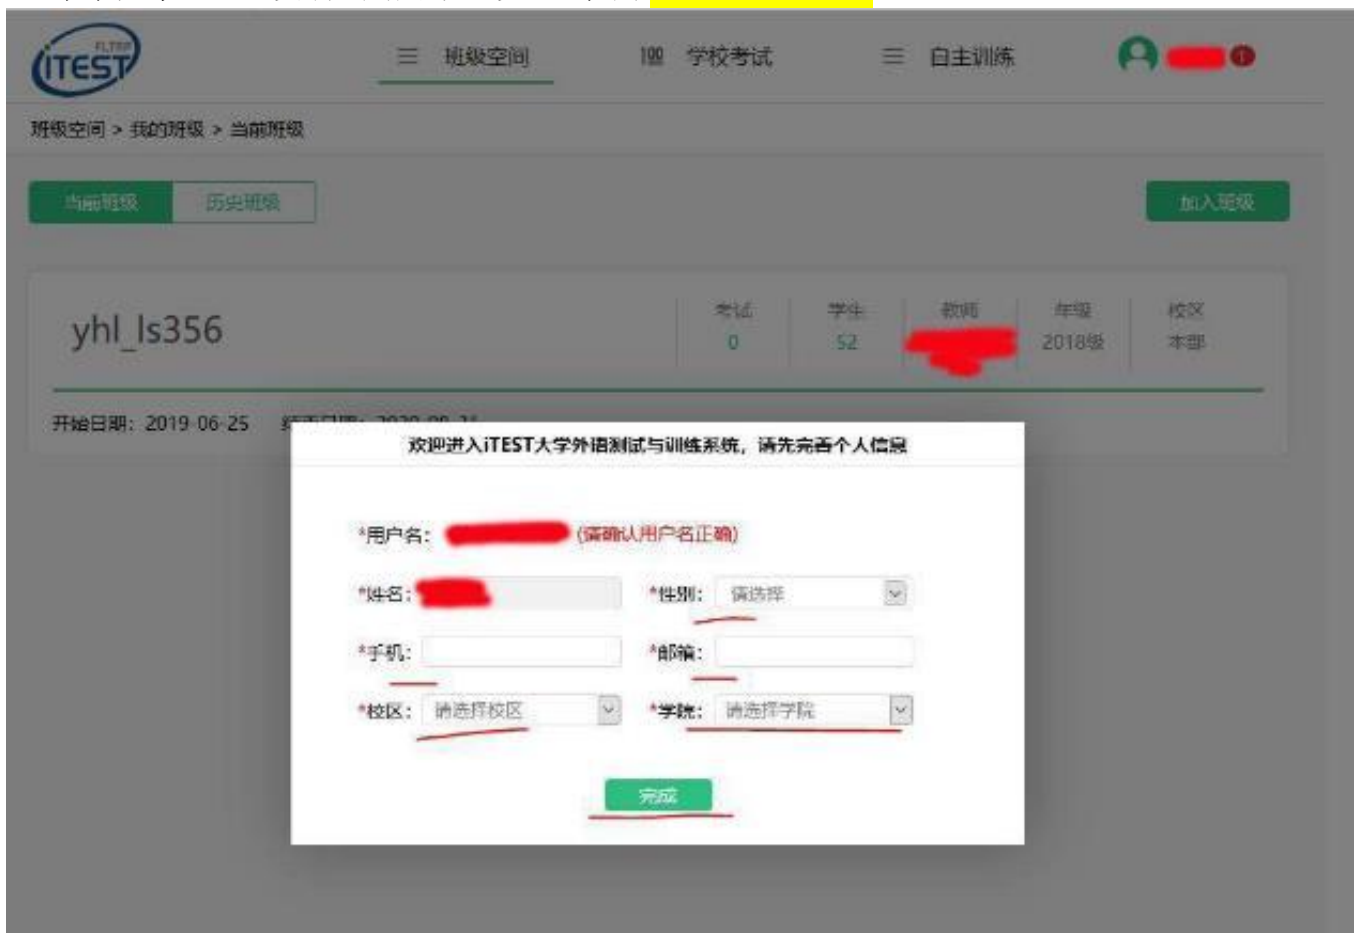 FLTRP
iTEST
班级空间
100 学校考试
自主训练
1
班级空间 > 我的班级 > 当前班级
当前班级
历史班级
加入班级
yhl_ls356
考试 学生 教师 年级 校区
0 52 2018级 本部
开始日期：2019-06-25
欢迎进入iTEST大学外语测试与训练系统，请先完善个人信息
*用户名： (请确认用户名正确)
*姓名： *性别： 请选择
*手机： *邮箱：
*校区： 请选择校区 *学院： 请选择学院
完成